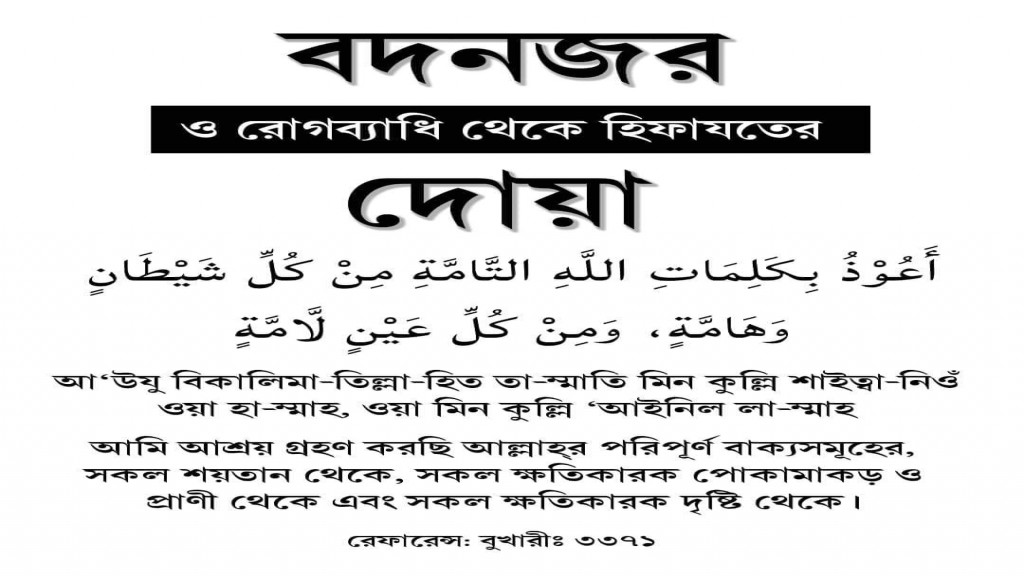 বদনজর
ও রোগব্যাধি থেকে হিফাযতের
দোয়া
أَعُوْذُ بِكَلِمَاتِ اللَّهِ التَّامَّةِ مِنْ كُلِّ شَيْطَانٍ
وَهَامَّةٍ، وَمِنْ كُلِّ عَيْنٍ لَّامَّةٍ
আ‘উযু বিকালিমা-তিল্লা-হিত তা-ম্মাতি মিন কুল্লি শাইত্বা-নিওঁ
ওয়া হা-ম্মাহ, ওয়া মিন কুল্লি ‘আইনিল লা-ম্মাহ
আমি আশ্রয় গ্রহণ করছি আল্লাহ্‌র পরিপূর্ণ বাক্যসমূহের,
সকল শয়তান থেকে, সকল ক্ষতিকারক পোকামাকড় ও
প্রাণী থেকে এবং সকল ক্ষতিকারক দৃষ্টি থেকে।
রেফারেন্স: বুখারীঃ ৩৩৭১